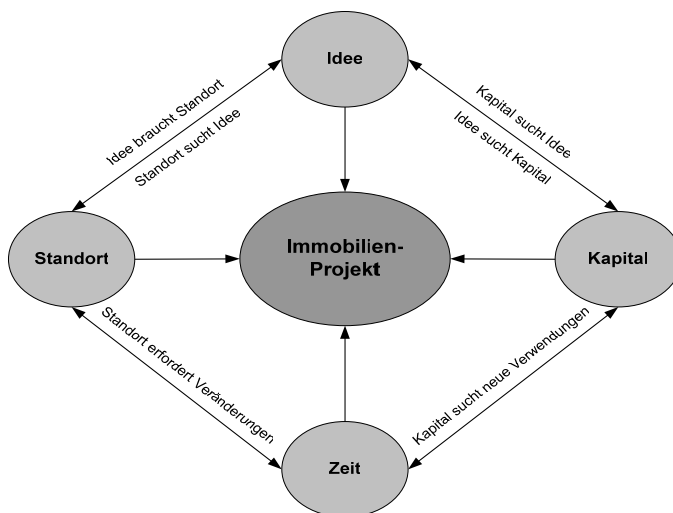 Idee
Idee braucht Standort
Standort sucht Idee
Kapital sucht Idee
Idee sucht Kapital
Standort
Immobilien-
Projekt
Kapital
Standort erfordert Veränderungen
Kapital sucht neue Verwendungen
Zeit